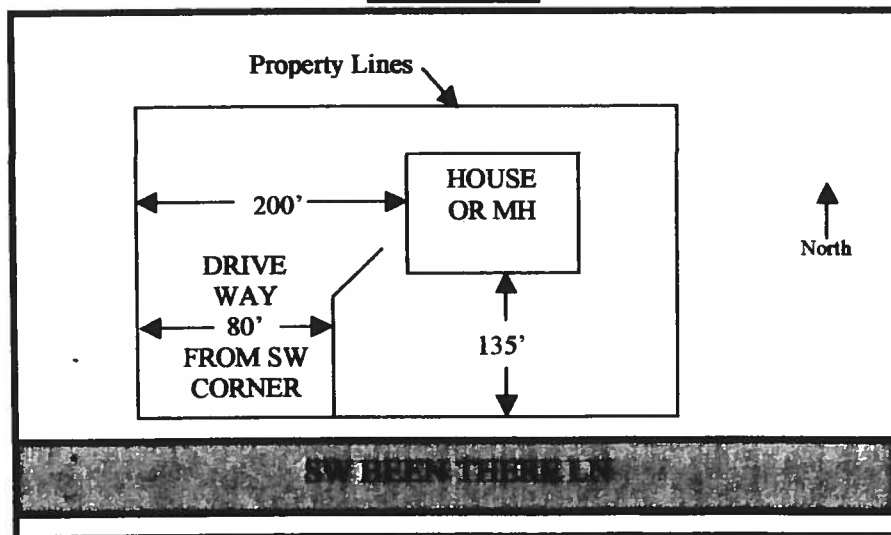 Property Lines
HOUSE
OR MH
200’
North
DRIVE
WAY
80’
FROM SW
CORNER
135’
SW BEEN THERE LN